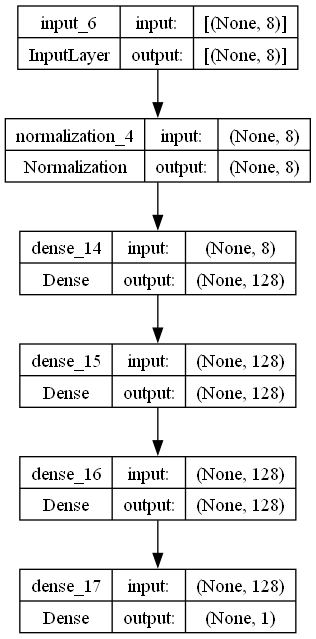 input_6 input: [(None, 8)]
InputLayer output: [(None, 8)]
normalization_4 input: (None, 8)
Normalization output: (None, 8)
dense_14 input: (None, 8)
Dense output: (None, 128)
dense_15 input: (None, 128)
Dense output: (None, 128)
dense_16 input: (None, 128)
Dense output: (None, 128)
dense_17 input: (None, 128)
Dense output: (None, 1)